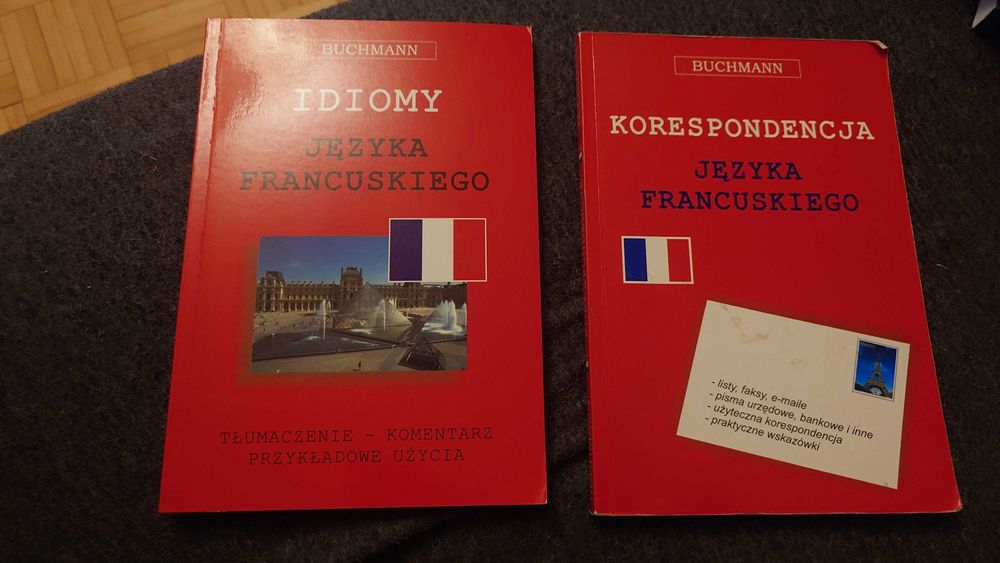 BUCHMANN
IDIOMY
JĘZYKA
FRANCUSKIEGO
TŁUMACZENIE – KOMENTARZ
PRZYKŁADOWE UŻYCIA
BUCHMANN
KORESPONDENCJA
JĘZYKA
FRANCUSKIEGO
- listy, faksy, e-maile
- pisma urzędowe, bankowe i inne
- użyteczna korespondencja
- praktyczne wskazówki